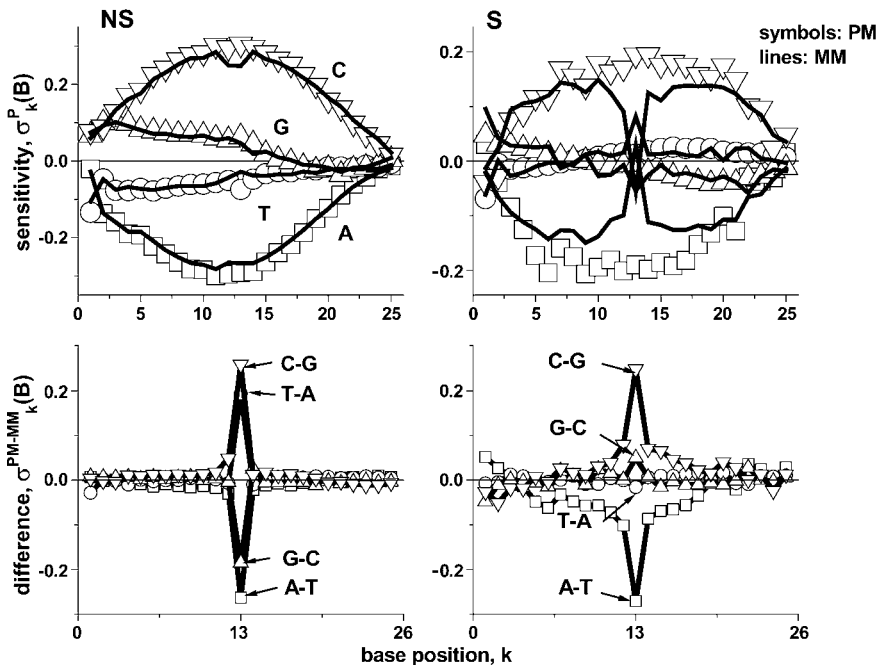 NS
S
symbols: PM
lines: MM
sensitivity, σ^P_k(B)
0.2
0.0
-0.2
C
G
T
A
0 5 10 15 20 25
0.2
0.0
-0.2
0 5 10 15 20 25
difference, σ^PM-MM_k(B)
0.2
0.0
-0.2
C-G
T-A
G-C
A-T
0 13 26
0.2
0.0
-0.2
C-G
G-C
T-A
A-T
0 13 26
base position, k